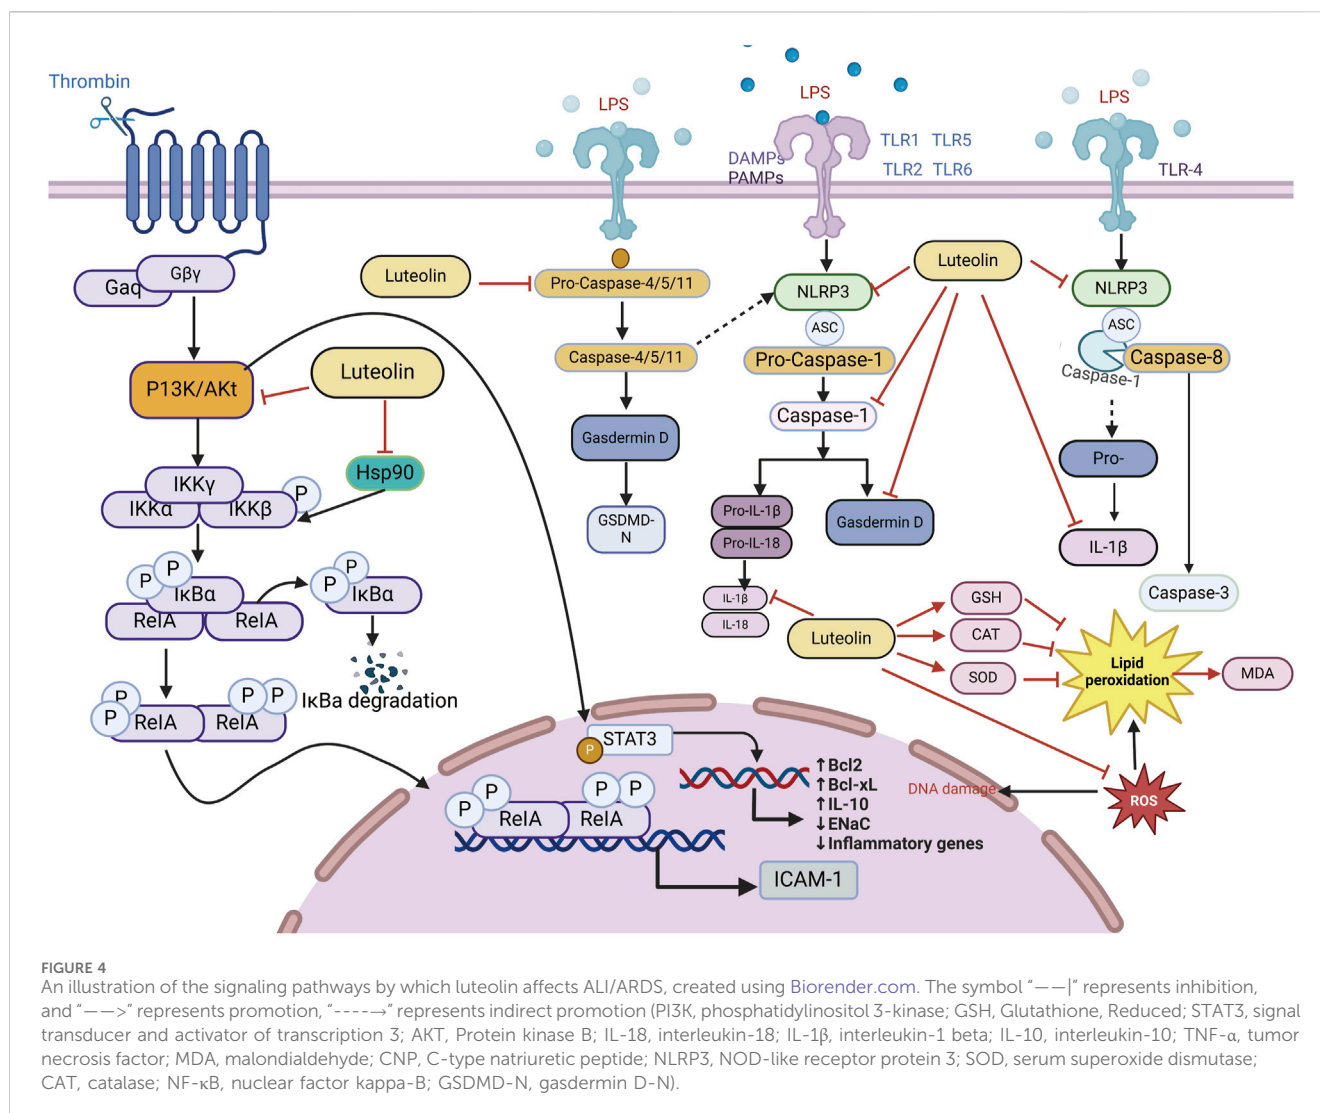 Thrombin
LPS
LPS
LPS
DAMPs
PAMPs
TLR1 TLR5
TLR2 TLR6
TLR-4
Gaq
Gβγ
Luteolin
Pro-Caspase-4/5/11
NLRP3
Luteolin
NLRP3
ASC
ASC
Pro-Caspase-1
Caspase-4/5/11
Caspase-1
Caspase-8
P13K/AKt
Luteolin
Caspase-1
Gasdermin D
Pro-
Hsp90
IKKγ
IKKα
IKKβ
P
GSDMD-
N
Pro-IL-1β
Pro-IL-18
Gasdermin D
IL-1β
P
P
IκBα
RelA
RelA
P
P
IκBα
IL-1β
IL-18
Caspase-3
Luteolin
GSH
CAT
SOD
Lipid
peroxidation
MDA
IκBa degradation
P
P
RelA
P
P
RelA
STAT3
P
↑Bcl2
↑Bcl-xL
↑IL-10
↓ENaC
↓Inflammatory genes
DNA damage
ROS
P
P
RelA
P
P
RelA
ICAM-1
FIGURE 4
An illustration of the signaling pathways by which luteolin affects ALI/ARDS, created using Biorender.com. The symbol “——|” represents inhibition,
and “——>” represents promotion, “----→” represents indirect promotion (PI3K, phosphatidylinositol 3-kinase; GSH, Glutathione, Reduced; STAT3, signal
transducer and activator of transcription 3; AKT, Protein kinase B; IL-18, interleukin-18; IL-1β, interleukin-1 beta; IL-10, interleukin-10; TNF-α, tumor
necrosis factor; MDA, malondialdehyde; CNP, C-type natriuretic peptide; NLRP3, NOD-like receptor protein 3; SOD, serum superoxide dismutase;
CAT, catalase; NF-κB, nuclear factor kappa-B; GSDMD-N, gasdermin D-N).